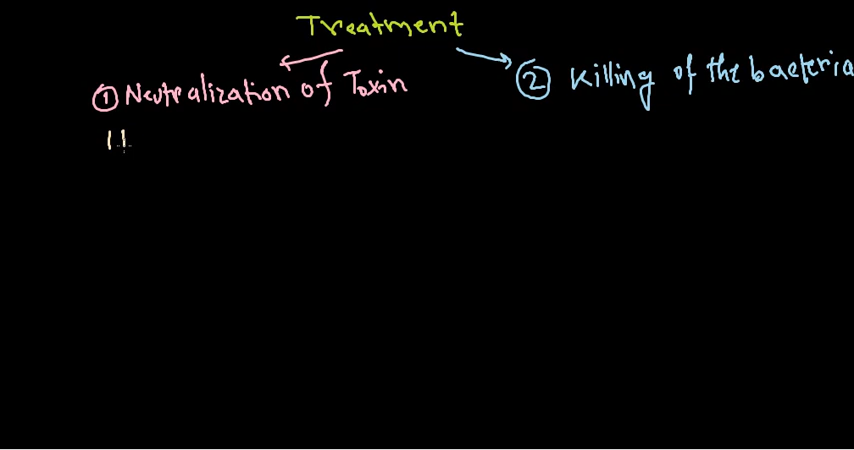 Treatment
① Neutralization of Toxin
② Killing of the bacteria